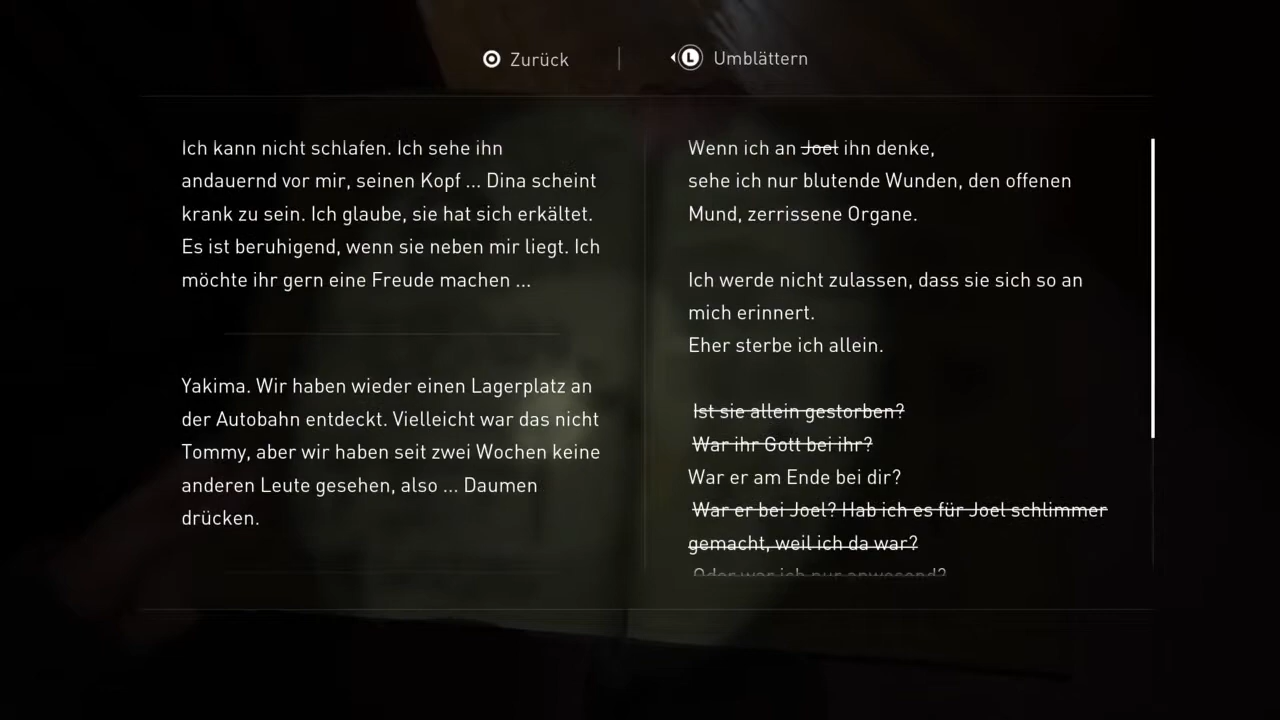 Zurück
Umblättern
Ich kann nicht schlafen. Ich sehe ihn
andauernd vor mir, seinen Kopf ... Dina scheint
krank zu sein. Ich glaube, sie hat sich erkältet.
Es ist beruhigend, wenn sie neben mir liegt. Ich
möchte ihr gern eine Freude machen ...
Yakima. Wir haben wieder einen Lagerplatz an
der Autobahn entdeckt. Vielleicht war das nicht
Tommy, aber wir haben seit zwei Wochen keine
anderen Leute gesehen, also ... Daumen
drücken.
Wenn ich an Joel ihn denke,
sehe ich nur blutende Wunden, den offenen
Mund, zerrissene Organe.
Ich werde nicht zulassen, dass sie sich so an
mich erinnert.
Eher sterbe ich allein.
Ist sie allein gestorben?
War ihr Gott bei ihr?
War er am Ende bei dir?
War er bei Joel? Hab ich es für Joel schlimmer
gemacht, weil ich da war?
Oder war ich nur anwesend?